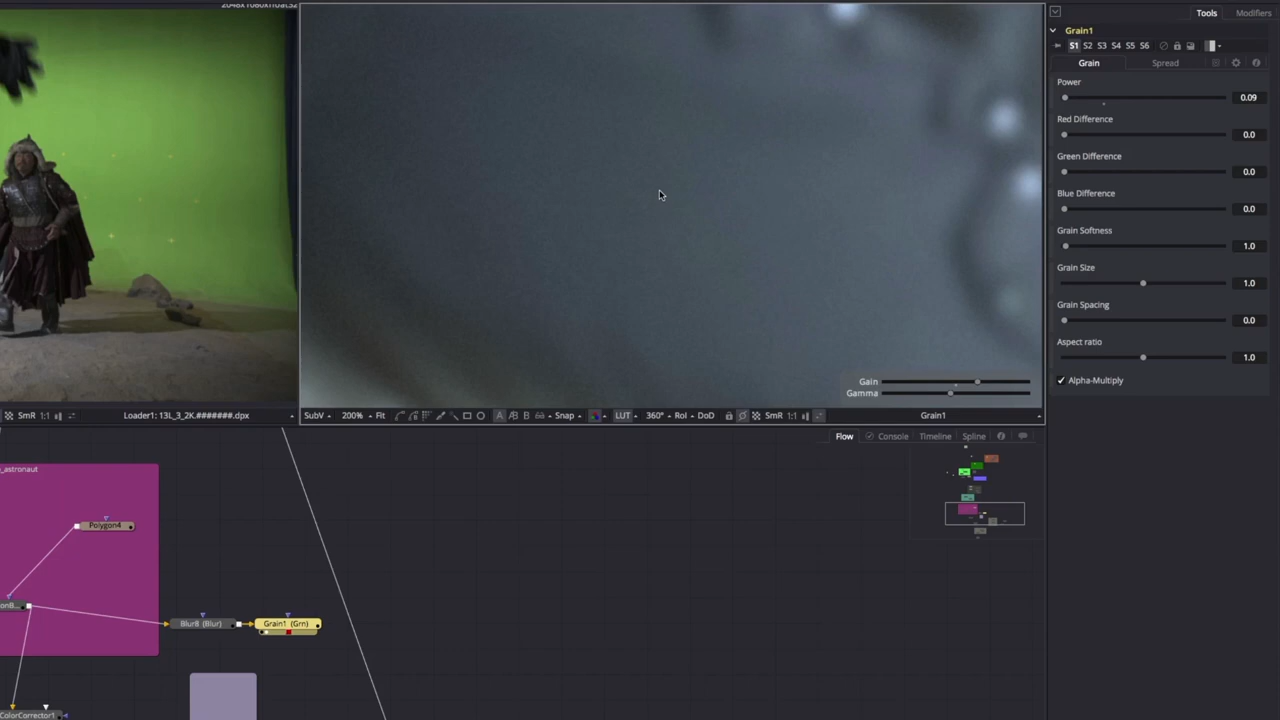 2048x1080xfloat32
Tools
Modifiers
Grain1
S1 S2 S3 S4 S5 S6
Grain
Spread
Power
0.09
Red Difference
0.0
Green Difference
0.0
Blue Difference
0.0
Grain Softness
1.0
Grain Size
1.0
Grain Spacing
0.0
Aspect ratio
1.0
Alpha-Multiply
Gain
Gamma
SmR 1:1
Loader1: 13L_3_2K.#######.dpx
SubV
200%
Fit
A
B
Snap
LUT
360°
RoI
DoD
SmR 1:1
Grain1
Flow
Console
Timeline
Spline
_astronaut
Polygon4
onB...
Blur8 (Blur)
Grain1 (Grn)
ColorCorrector1